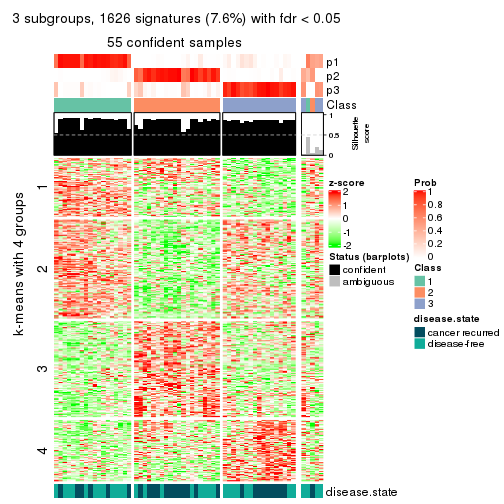 3 subgroups, 1626 signatures (7.6%) with fdr < 0.05
55 confident samples
p1
p2
p3
Class
1
0.5
0
Silhouette
score
k-means with 4 groups
1
2
3
4
z-score
2
1
0
-1
-2
Status (barplots)
confident
ambiguous
Prob
1
0.8
0.6
0.4
0.2
0
Class
1
2
3
disease.state
cancer recurred
disease-free
disease.state